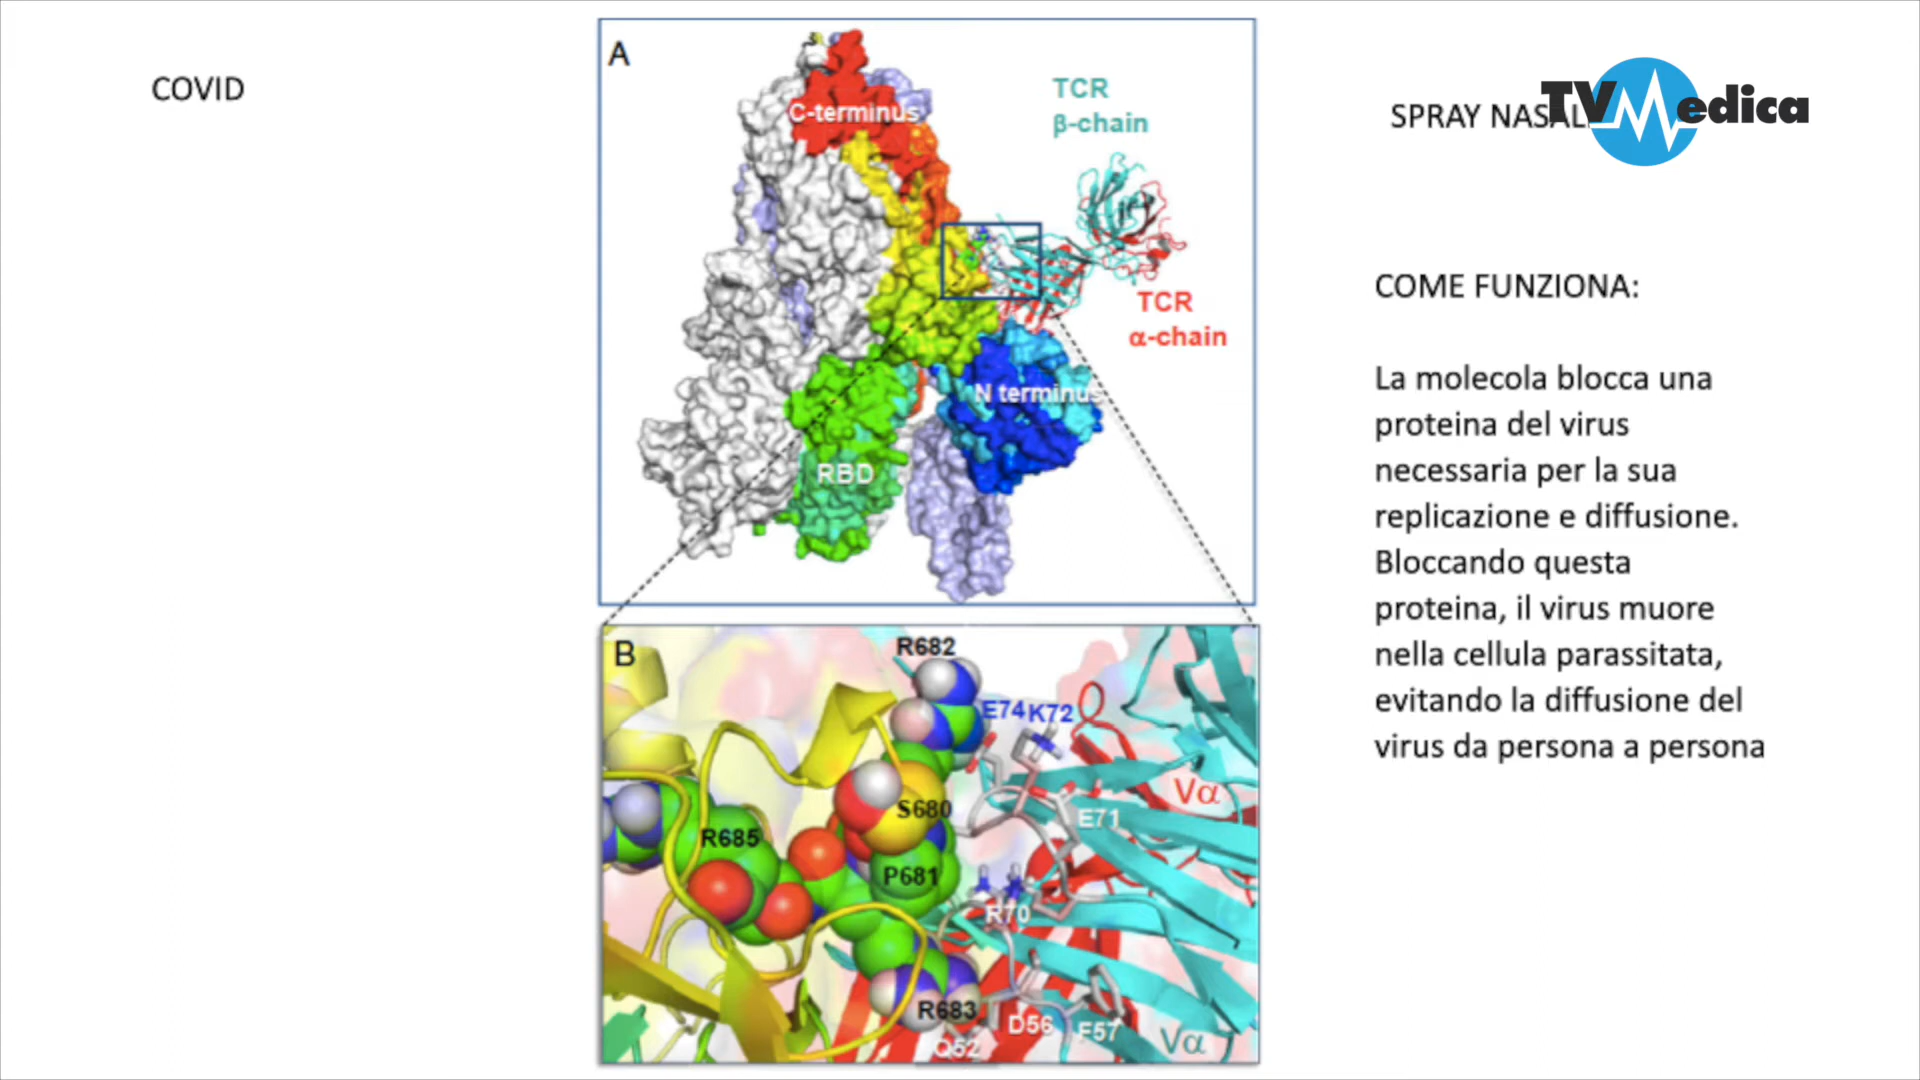 COVID
A
C-terminus
TCR
β-chain
TCR
α-chain
N terminus
RBD
B
R682
E74 K72
Vα
S680
E71
R685
P681
R70
R683
D56
F57
Q52
Vα
SPRAY NASAL
TVMedica
COME FUNZIONA:
La molecola blocca una
proteina del virus
necessaria per la sua
replicazione e diffusione.
Bloccando questa
proteina, il virus muore
nella cellula parassitata,
evitando la diffusione del
virus da persona a persona